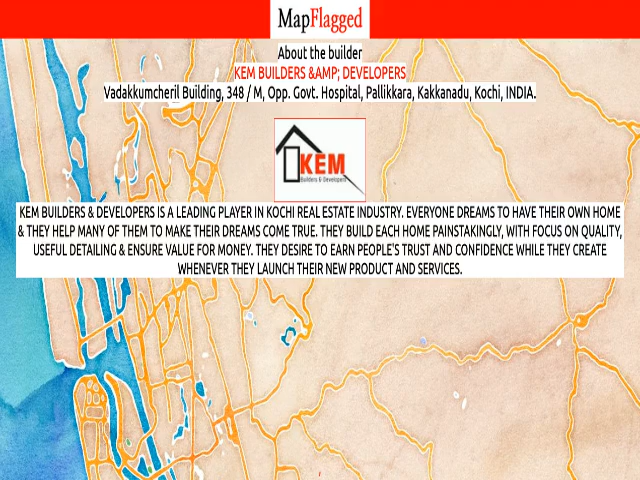 MapFlagged
About the builder
KEM BUILDERS &AMP; DEVELOPERS
Vadakkumcheril Building, 348 / M, Opp. Govt. Hospital, Pallikkara, Kakkanadu, Kochi, INDIA.
KEM
Builders & Developers
KEM BUILDERS & DEVELOPERS IS A LEADING PLAYER IN KOCHI REAL ESTATE INDUSTRY. EVERYONE DREAMS TO HAVE THEIR OWN HOME
& THEY HELP MANY OF THEM TO MAKE THEIR DREAMS COME TRUE. THEY BUILD EACH HOME PAINSTAKINGLY, WITH FOCUS ON QUALITY,
USEFUL DETAILING & ENSURE VALUE FOR MONEY. THEY DESIRE TO EARN PEOPLE'S TRUST AND CONFIDENCE WHILE THEY CREATE
WHENEVER THEY LAUNCH THEIR NEW PRODUCT AND SERVICES.